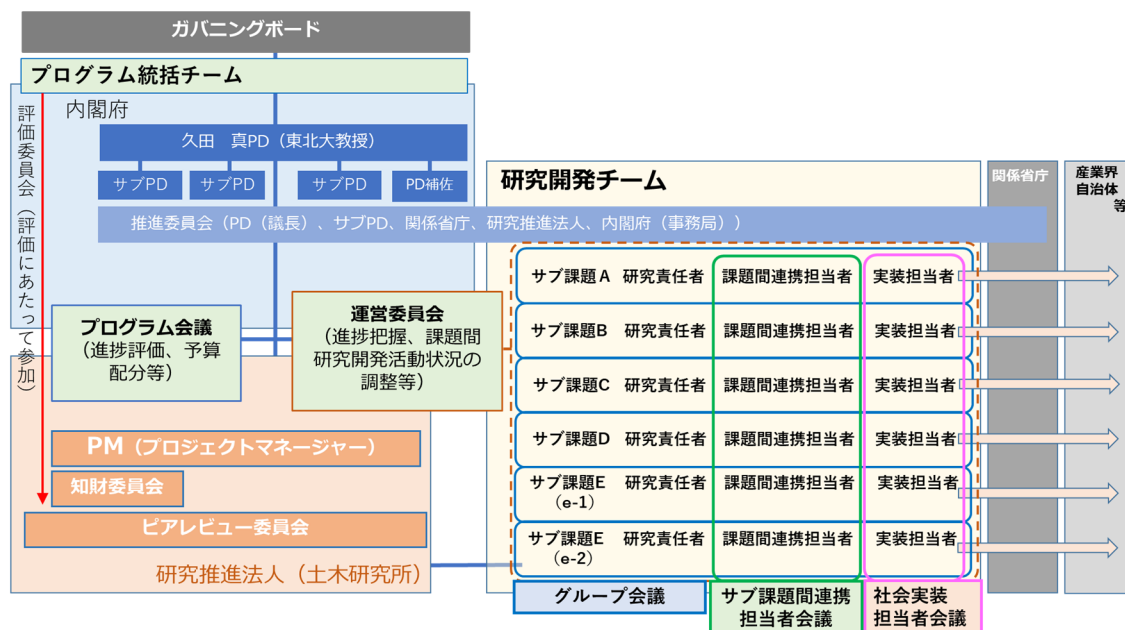 ガバニングボード
プログラム統括チーム
内閣府
評価委員会（評価にあたって参加）
久田　真PD（東北大教授）
サブPD
サブPD
サブPD
PD補佐
推進委員会（PD（議長）、サブPD、関係省庁、研究推進法人、内閣府（事務局））
プログラム会議
（進捗評価、予算
配分等）
運営委員会
（進捗把握、課題間
研究開発活動状況の
調整等）
PM（プロジェクトマネージャー）
知財委員会
ピアレビュー委員会
研究推進法人（土木研究所）
研究開発チーム
関係省庁
産業界
自治体
等
サブ課題A　研究責任者　課題間連携担当者　実装担当者
サブ課題B　研究責任者　課題間連携担当者　実装担当者
サブ課題C　研究責任者　課題間連携担当者　実装担当者
サブ課題D　研究責任者　課題間連携担当者　実装担当者
サブ課題E　研究責任者　課題間連携担当者　実装担当者
（e-1）
サブ課題E　研究責任者　課題間連携担当者　実装担当者
（e-2）
グループ会議
サブ課題間連携
担当者会議
社会実装
担当者会議